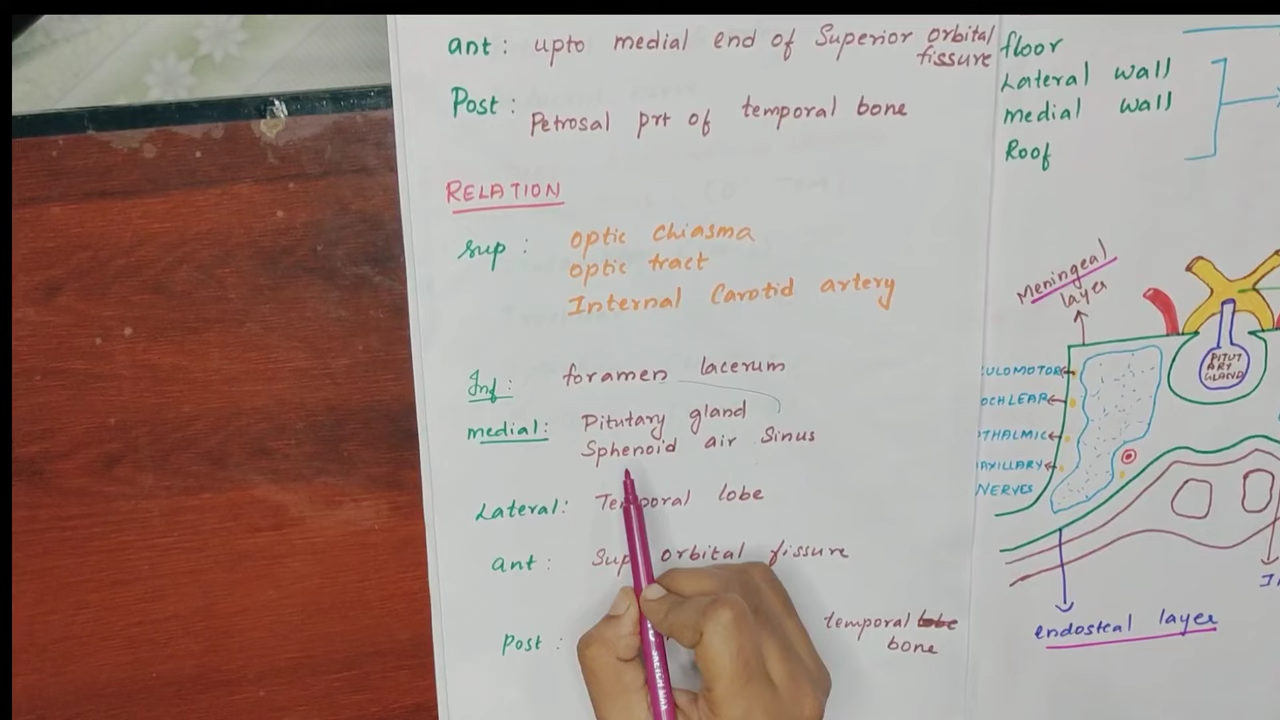 ant : upto medial end of Superior orbital fissure
Post : Petrosal prt of temporal bone
RELATION
Sup : optic chiasma
optic tract
Internal Carotid artery
Inf : foramen lacerum
medial : Pitutary gland
Sphenoid air Sinus
Lateral : Temporal lobe
ant : Sup orbital fissure
Post : temporal lobe
bone
floor
Lateral wall
medial wall
Roof
Meningeal
layer
ULOMOTOR
OCHLEAR
THALMIC
AXILLARY
NERVES
PITUT
ARY
GLAND
endosteal layer